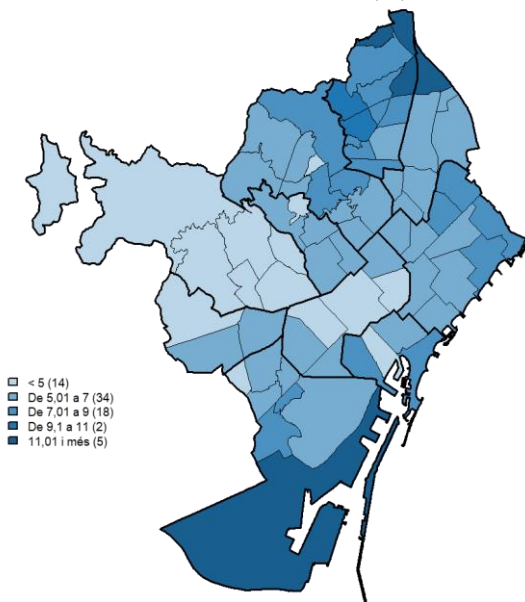 < 5 (14)
De 5,01 a 7 (34)
De 7,01 a 9 (18)
De 9,1 a 11 (2)
11,01 i més (5)